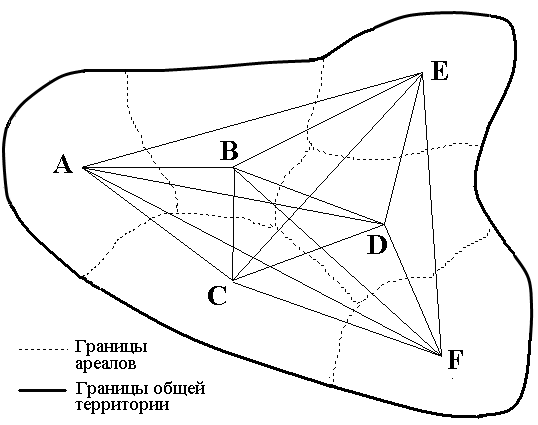 E
A
B
D
C
F
Границы
ареалов
Границы общей
территории